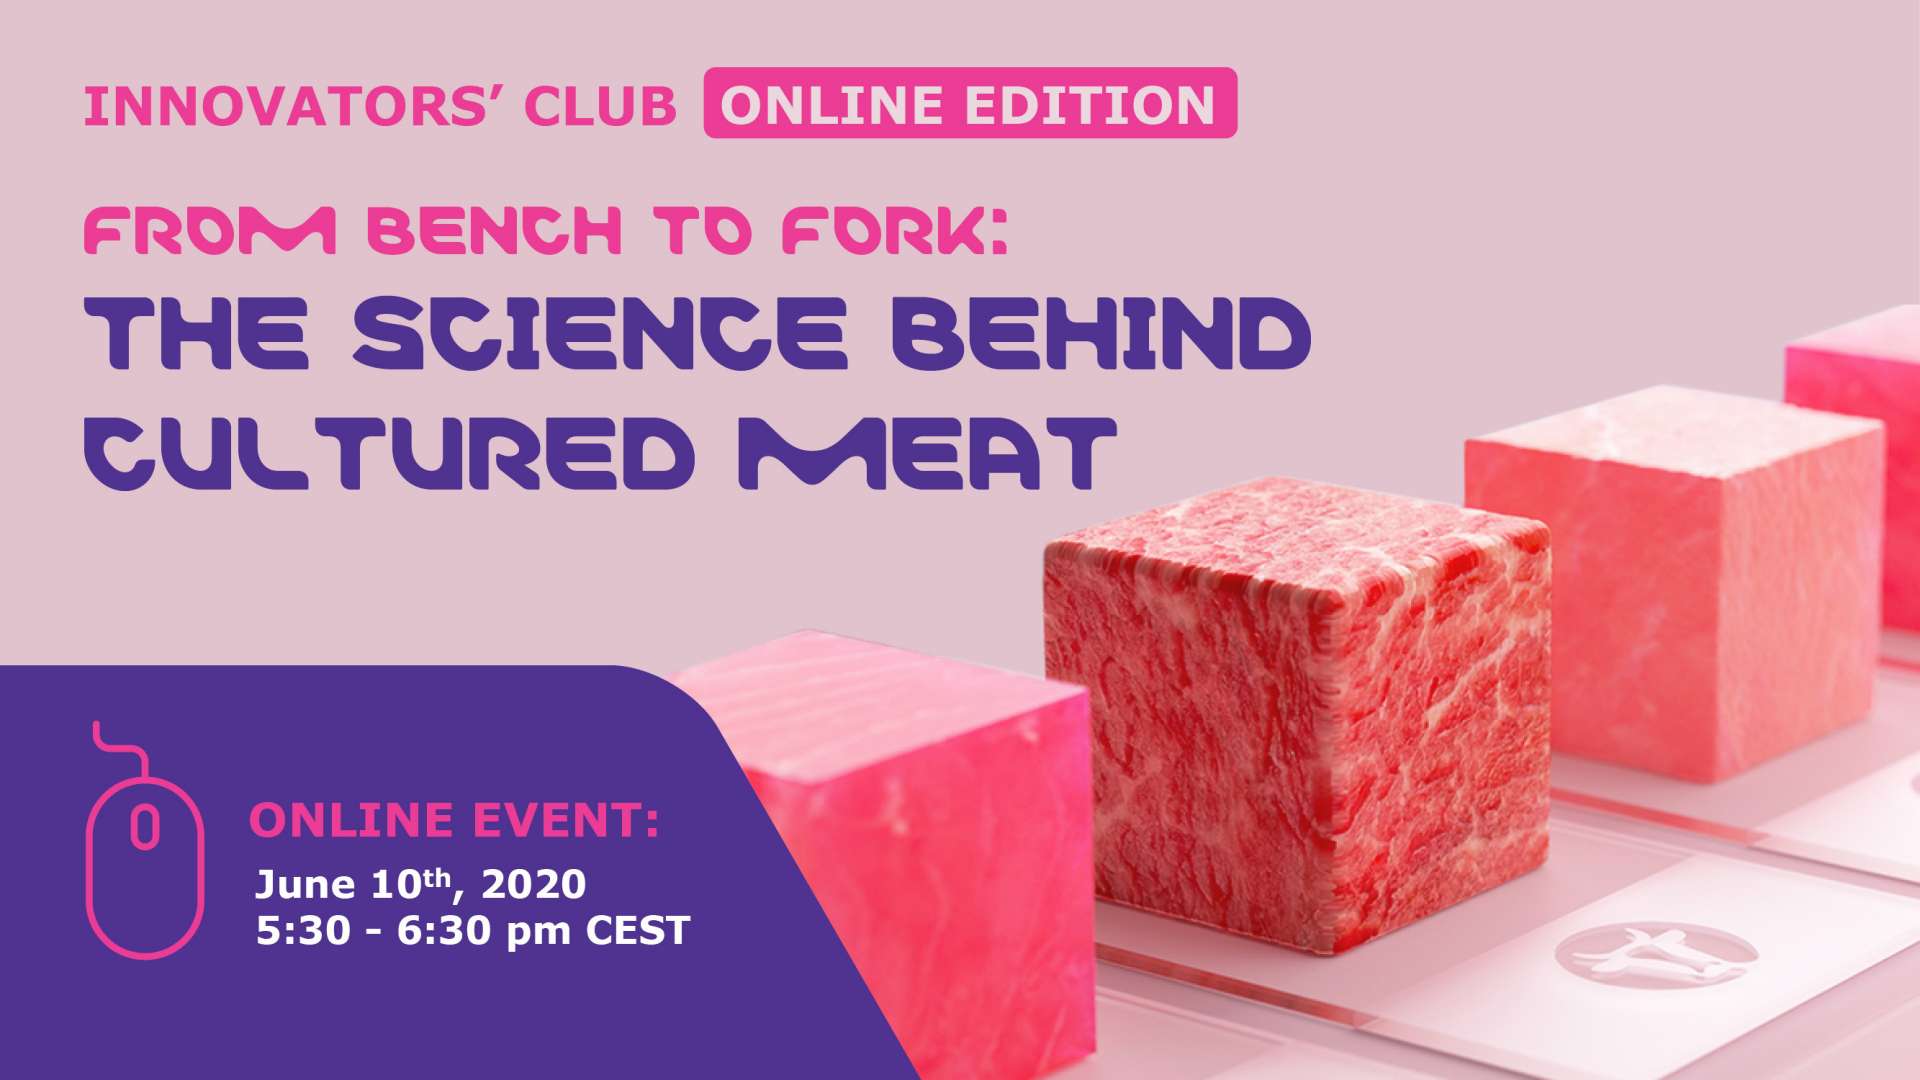 INNOVATORS’ CLUB ONLINE EDITION
FROM BENCH TO FORK:
THE SCIENCE BEHIND
CULTURED MEAT
ONLINE EVENT:
June 10th, 2020
5:30 - 6:30 pm CEST